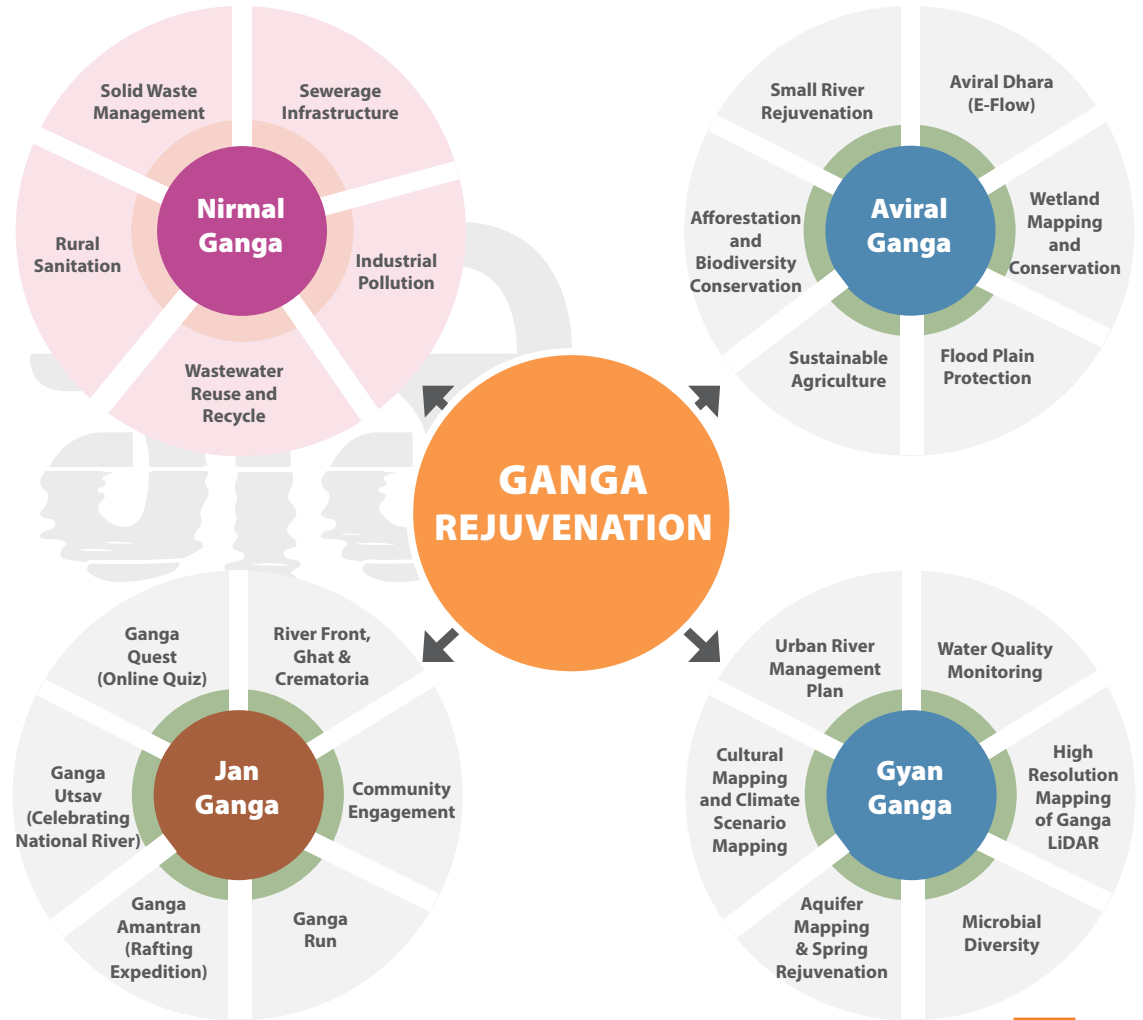 Solid Waste
Management
Sewerage
Infrastructure
Rural
Sanitation
Nirmal
Ganga
Industrial
Pollution
Wastewater
Reuse and
Recycle
Small River
Rejuvenation
Aviral Dhara
(E-Flow)
Afforestation
and
Biodiversity
Conservation
Aviral
Ganga
Wetland
Mapping
and
Conservation
Sustainable
Agriculture
Flood Plain
Protection
GANGA
REJUVENATION
Ganga
Quest
(Online Quiz)
River Front,
Ghat &
Crematoria
Ganga
Utsav
(Celebrating
National River)
Jan
Ganga
Community
Engagement
Ganga
Amantran
(Rafting
Expedition)
Ganga
Run
Urban River
Management
Plan
Water Quality
Monitoring
Cultural
Mapping
and Climate
Scenario
Mapping
Gyan
Ganga
High
Resolution
Mapping
of Ganga
LiDAR
Aquifer
Mapping
& Spring
Rejuvenation
Microbial
Diversity